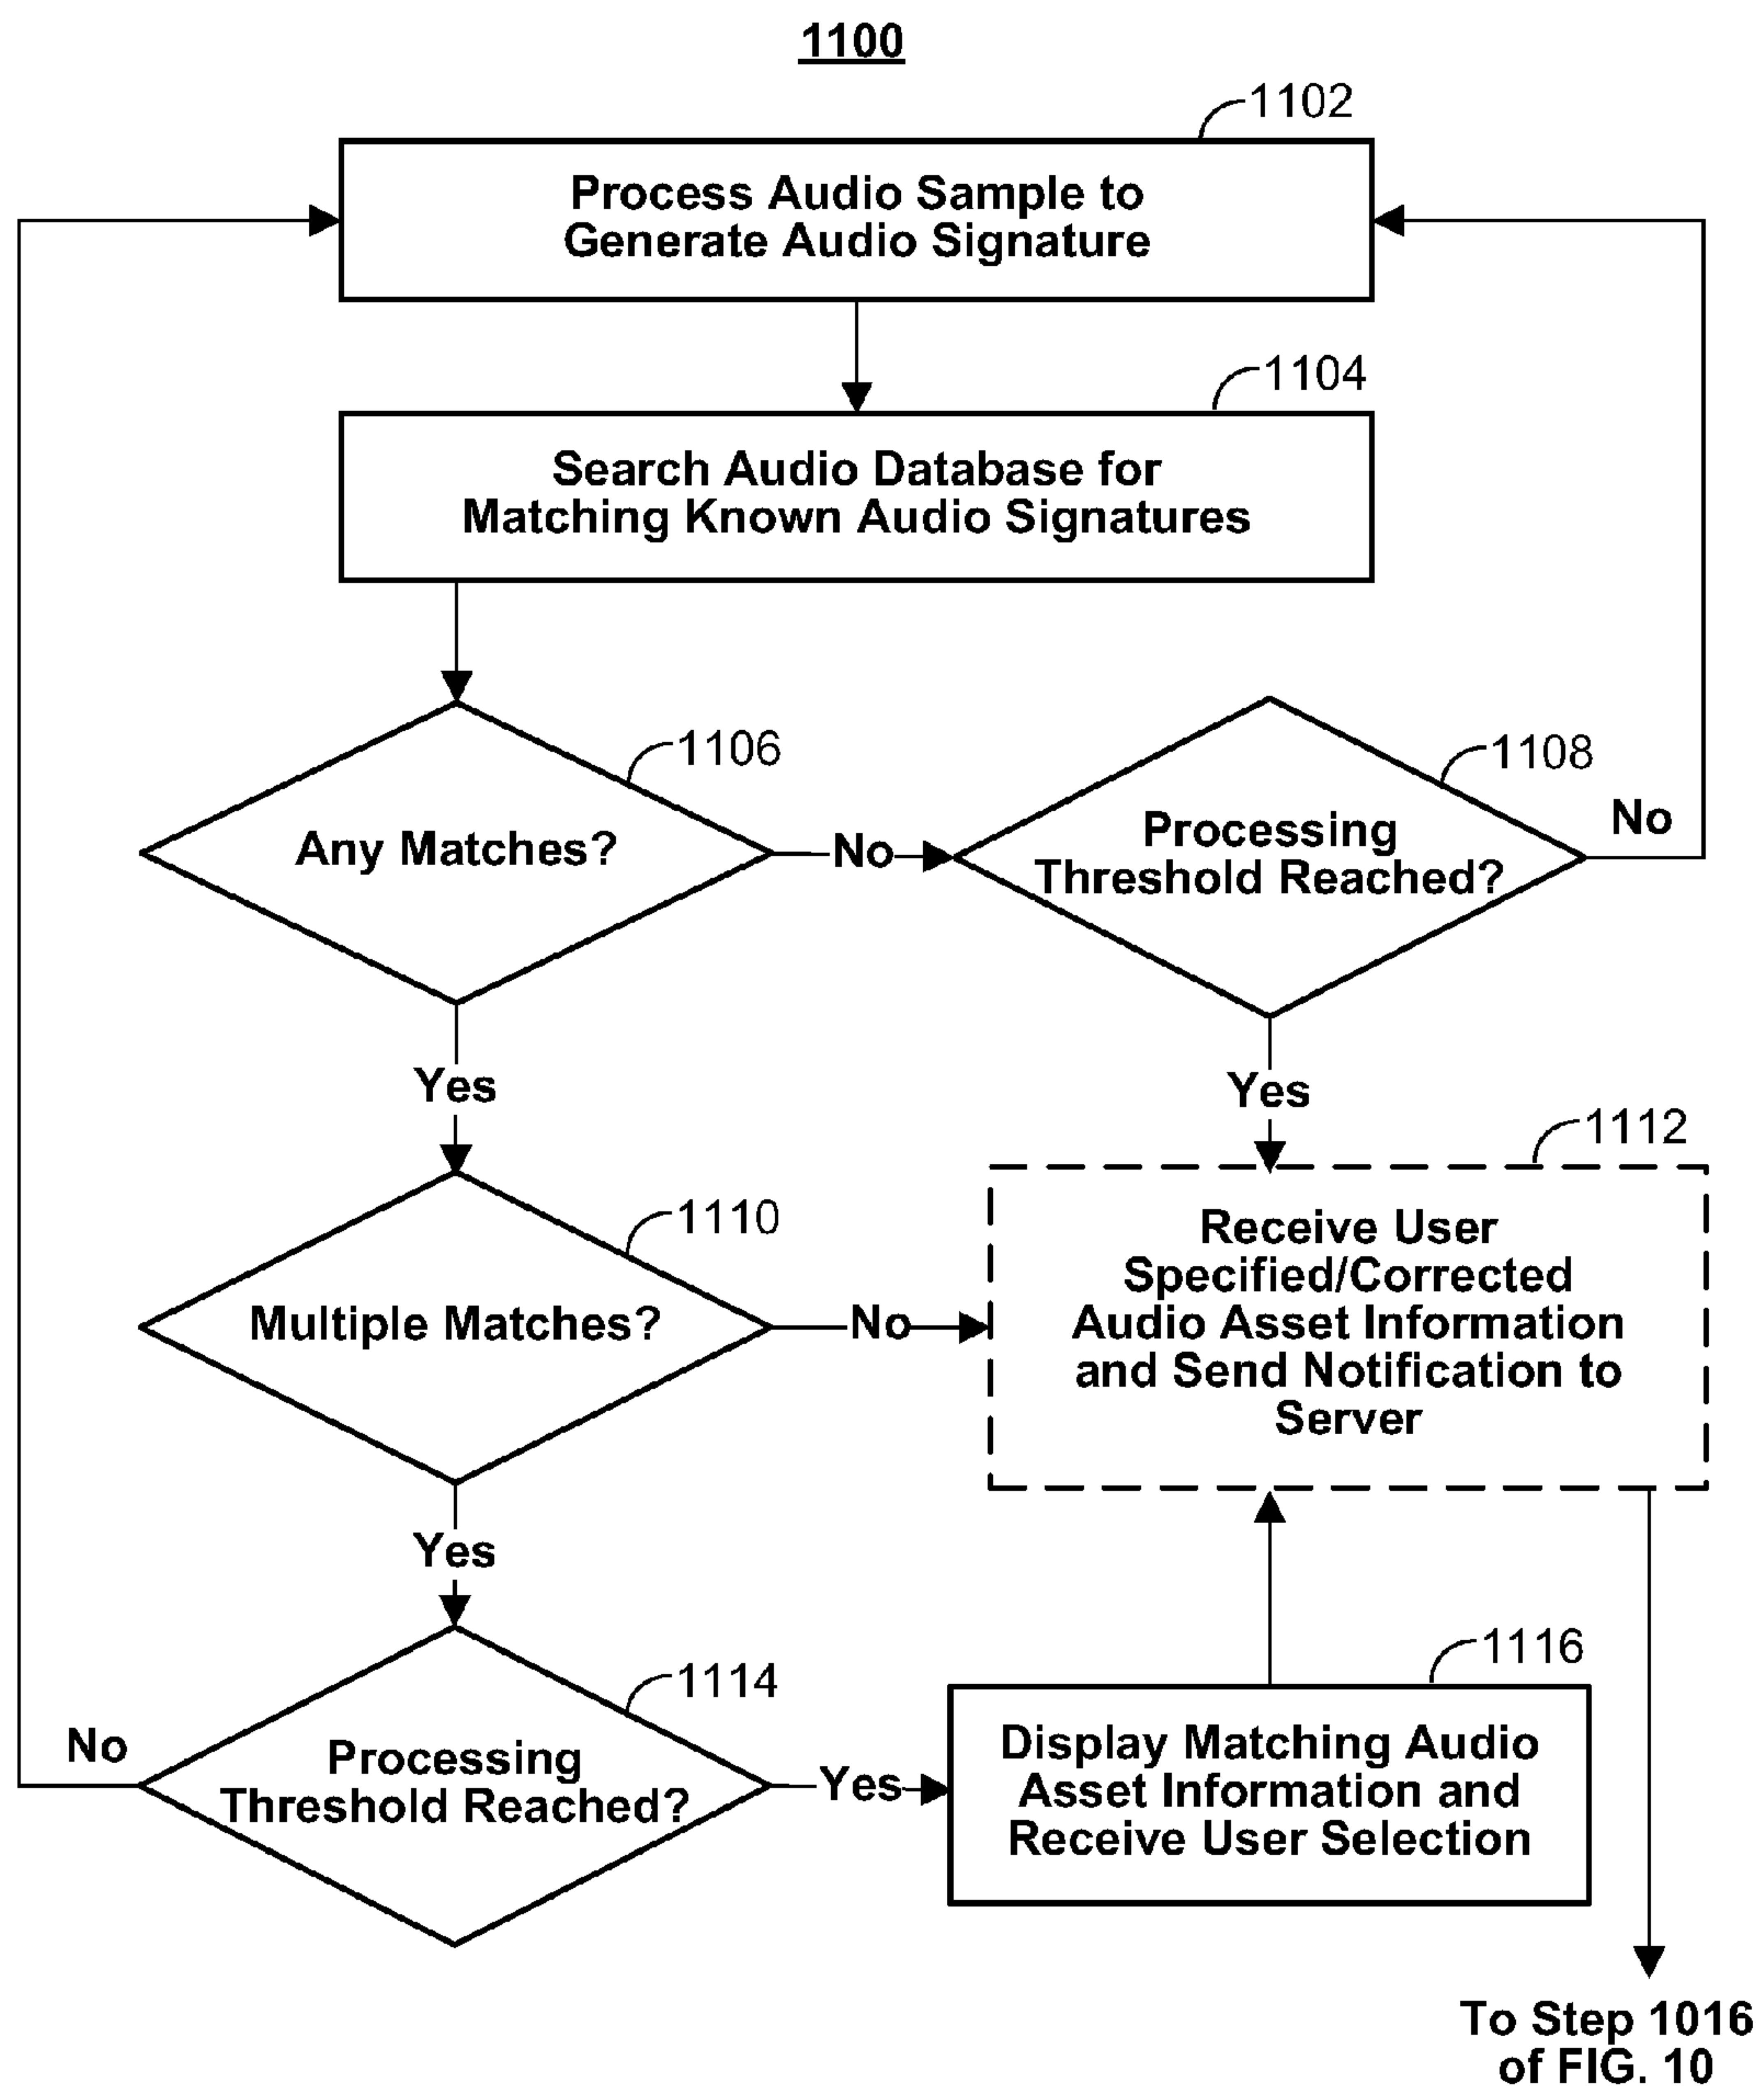 1100
1102
Process Audio Sample to
Generate Audio Signature
1104
Search Audio Database for
Matching Known Audio Signatures
1106
Any Matches?
No
1108
Processing
Threshold Reached?
No
Yes
Yes
1110
Multiple Matches?
No
1112
Receive User
Specified/Corrected
Audio Asset Information
and Send Notification to
Server
Yes
1114
Processing
Threshold Reached?
No
Yes
1116
Display Matching Audio
Asset Information and
Receive User Selection
To Step 1016
of FIG. 10